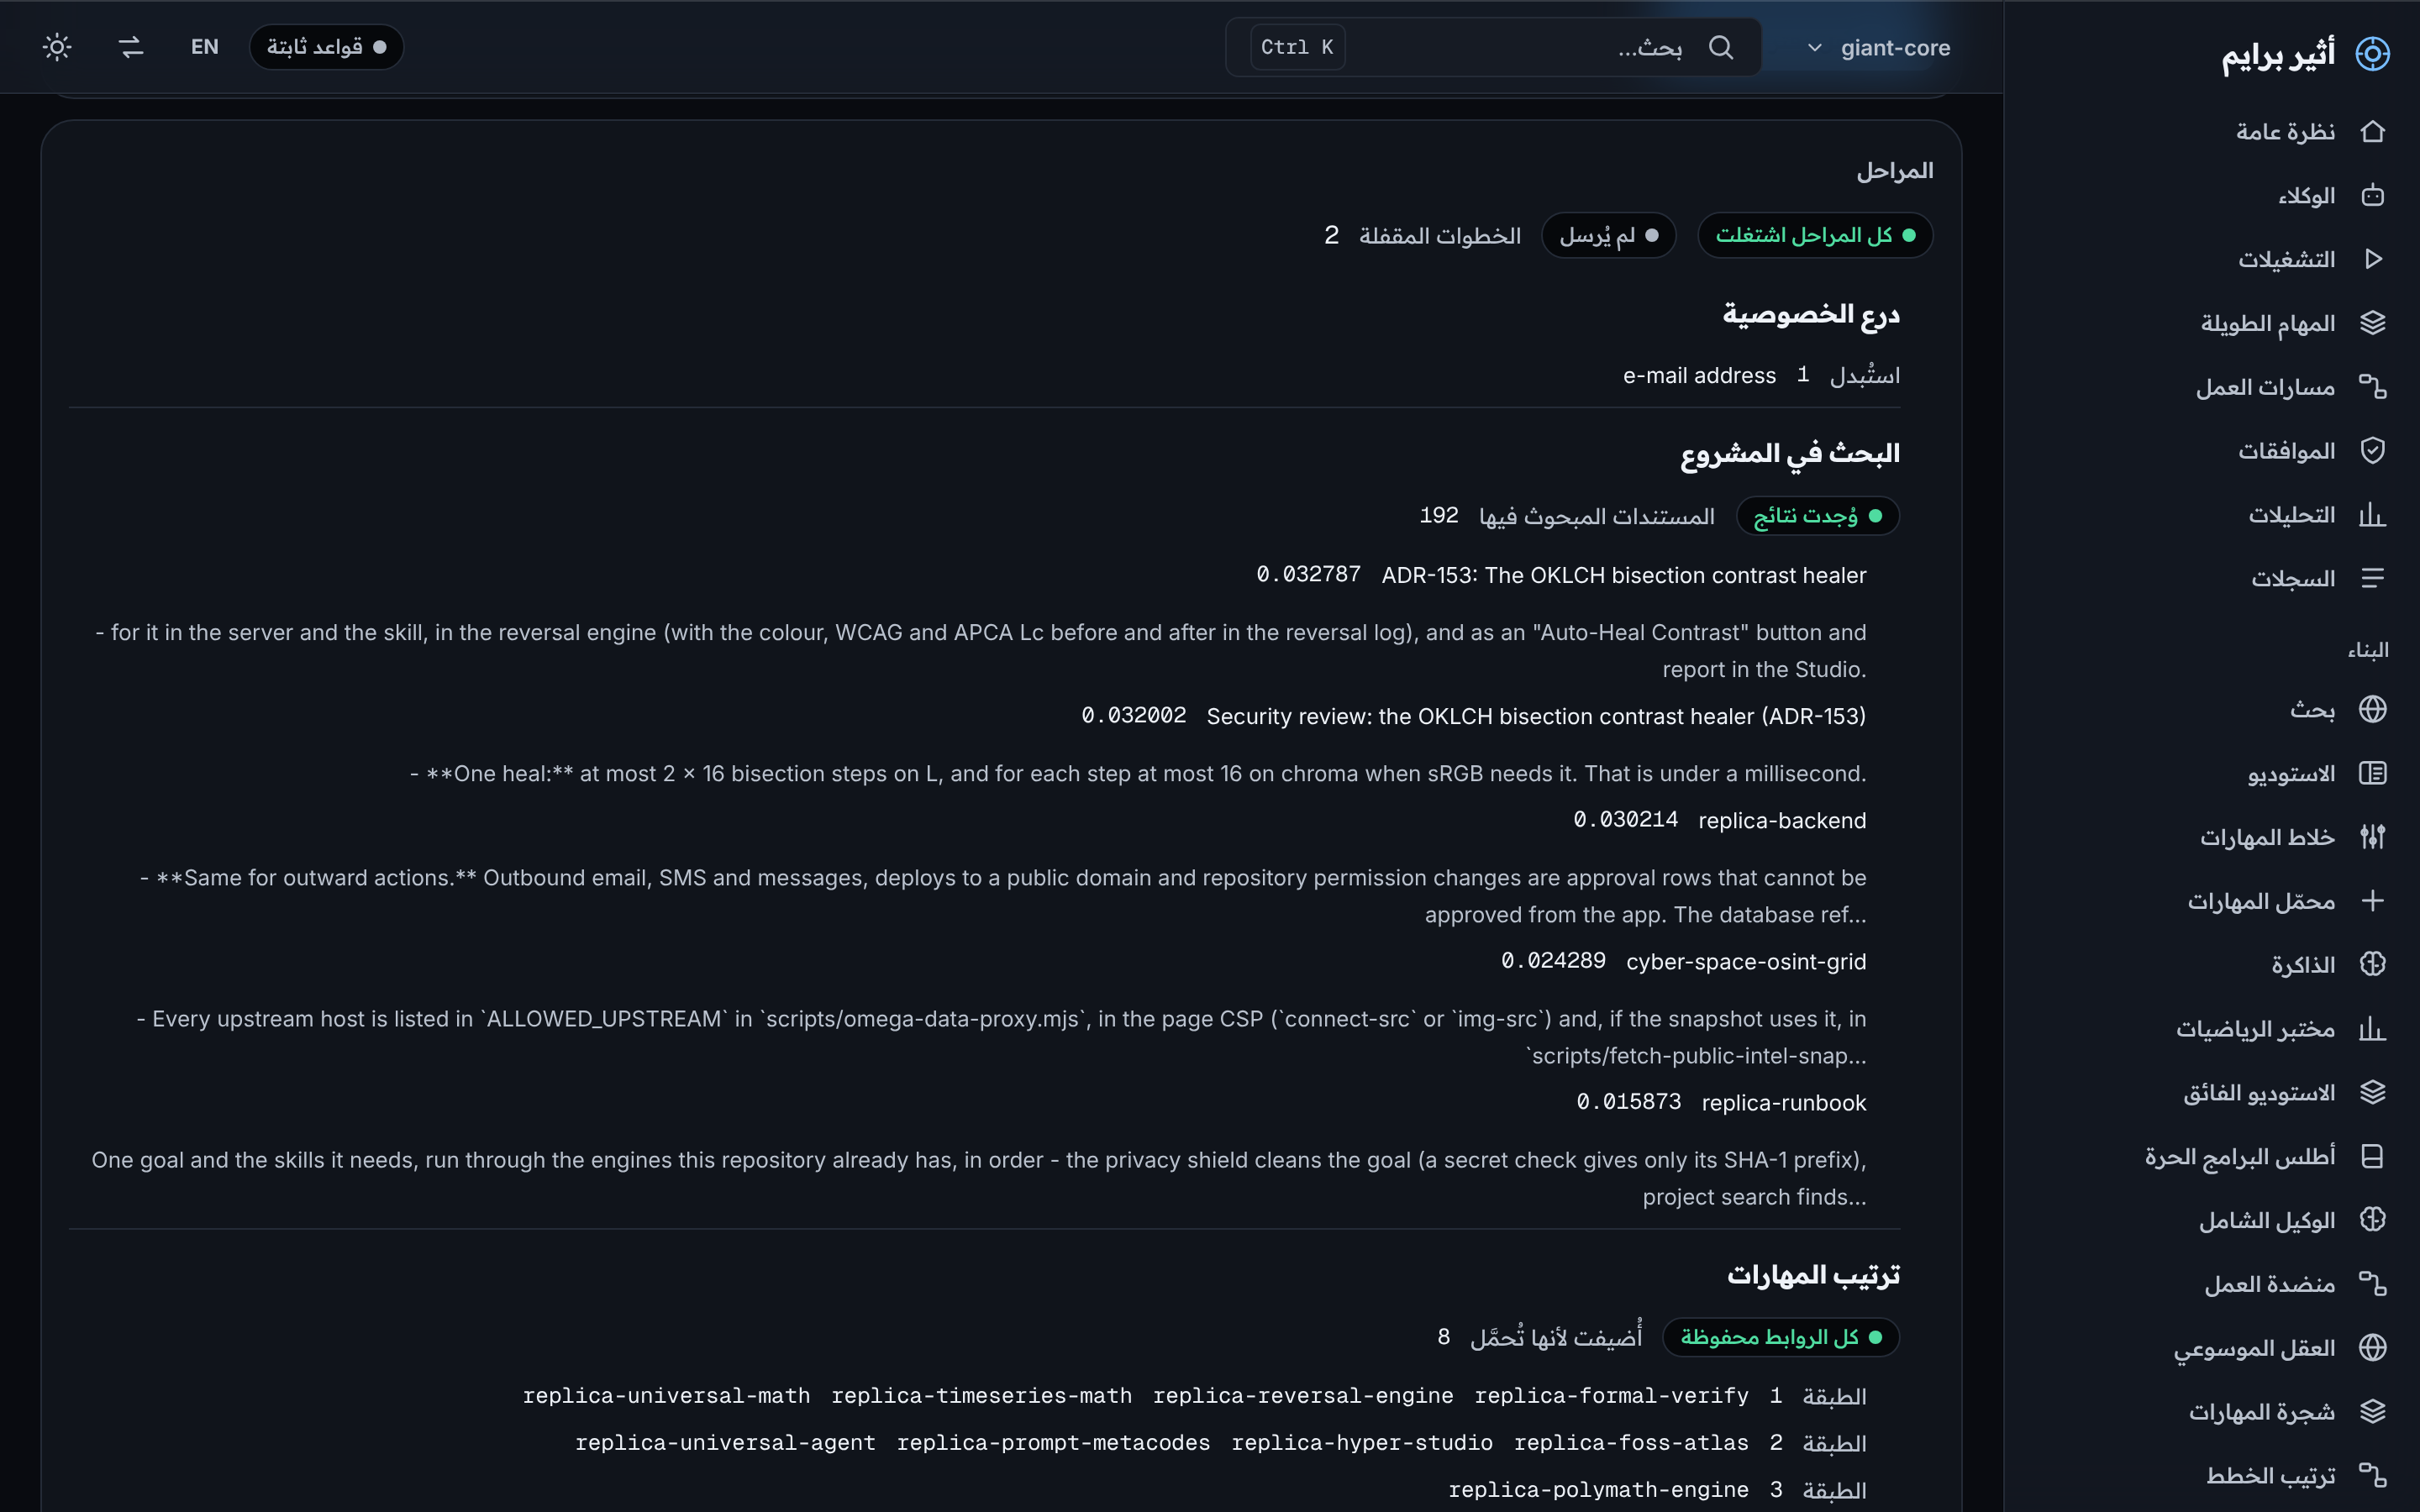 أثير برايم
نظرة عامة
الوكلاء
التشغيلات
المهام الطويلة
مسارات العمل
الموافقات
التحليلات
السجلات
البناء
بحث
الاستوديو
خلاط المهارات
محمّل المهارات
الذاكرة
مختبر الرياضيات
الاستوديو الفائق
أطلس البرامج الحرة
الوكيل الشامل
منضدة العمل
العقل الموسوعي
شجرة المهارات
ترتيب الخطط
giant-core
بحث... Ctrl K
قواعد ثابتة
EN
المراحل
كل المراحل اشتغلت لم يُرسل الخطوات المقفلة 2
درع الخصوصية
استُبدل 1 e-mail address
البحث في المشروع
وُجدت نتائج المستندات المبحوث فيها 192
ADR-153: The OKLCH bisection contrast healer 0.032787
- for it in the server and the skill, in the reversal engine (with the colour, WCAG and APCA Lc before and after in the reversal log), and as an "Auto-Heal Contrast" button and
report in the Studio.
Security review: the OKLCH bisection contrast healer (ADR-153) 0.032002
- **One heal:** at most 2 × 16 bisection steps on L, and for each step at most 16 on chroma when sRGB needs it. That is under a millisecond.
replica-backend 0.030214
- **Same for outward actions.** Outbound email, SMS and messages, deploys to a public domain and repository permission changes are approval rows that cannot be
approved from the app. The database ref...
cyber-space-osint-grid 0.024289
- Every upstream host is listed in `ALLOWED_UPSTREAM` in `scripts/omega-data-proxy.mjs`, in the page CSP (`connect-src` or `img-src`) and, if the snapshot uses it, in
`scripts/fetch-public-intel-snap...
replica-runbook 0.015873
One goal and the skills it needs, run through the engines this repository already has, in order - the privacy shield cleans the goal (a secret check gives only its SHA-1 prefix),
project search finds...
ترتيب المهارات
كل الروابط محفوظة أُضيفت لأنها تُحمَّل 8
الطبقة 1 replica-formal-verify replica-reversal-engine replica-timeseries-math replica-universal-math
الطبقة 2 replica-foss-atlas replica-hyper-studio replica-prompt-metacodes replica-universal-agent
الطبقة 3 replica-polymath-engine